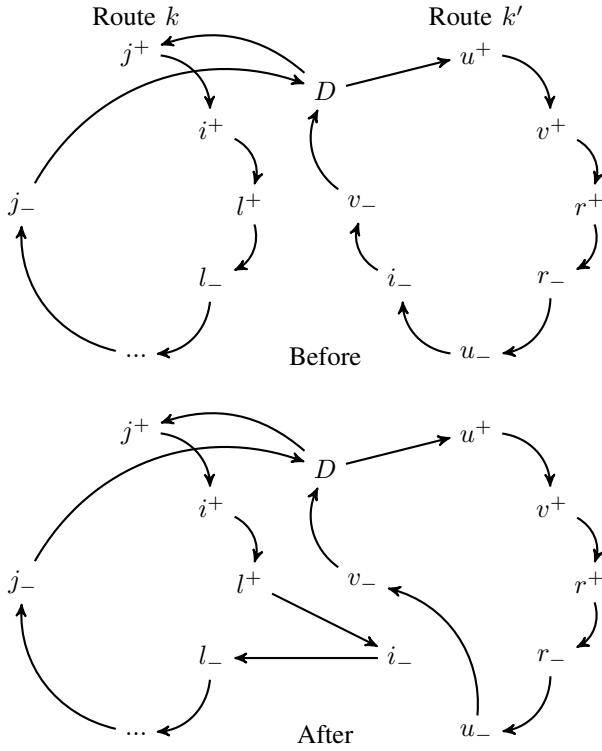 Route k Route k′
j⁺ u⁺
D
i⁺ v⁺
j₋ l⁺ v₋ r⁺
l₋ i₋ r₋
... Before u₋
j⁺ u⁺
D
i⁺ v⁺
j₋ l⁺ v₋ r⁺
l₋ i₋ r₋
... After u₋